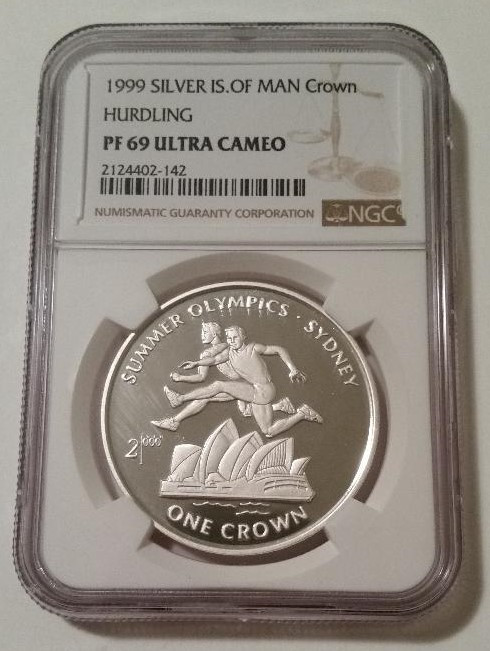 1999 SILVER IS.OF MAN Crown
HURDLING
PF 69 ULTRA CAMEO
2124402-142
NUMISMATIC GUARANTY CORPORATION
NGC
SUMMER OLYMPICS · SYDNEY
2000
ONE CROWN